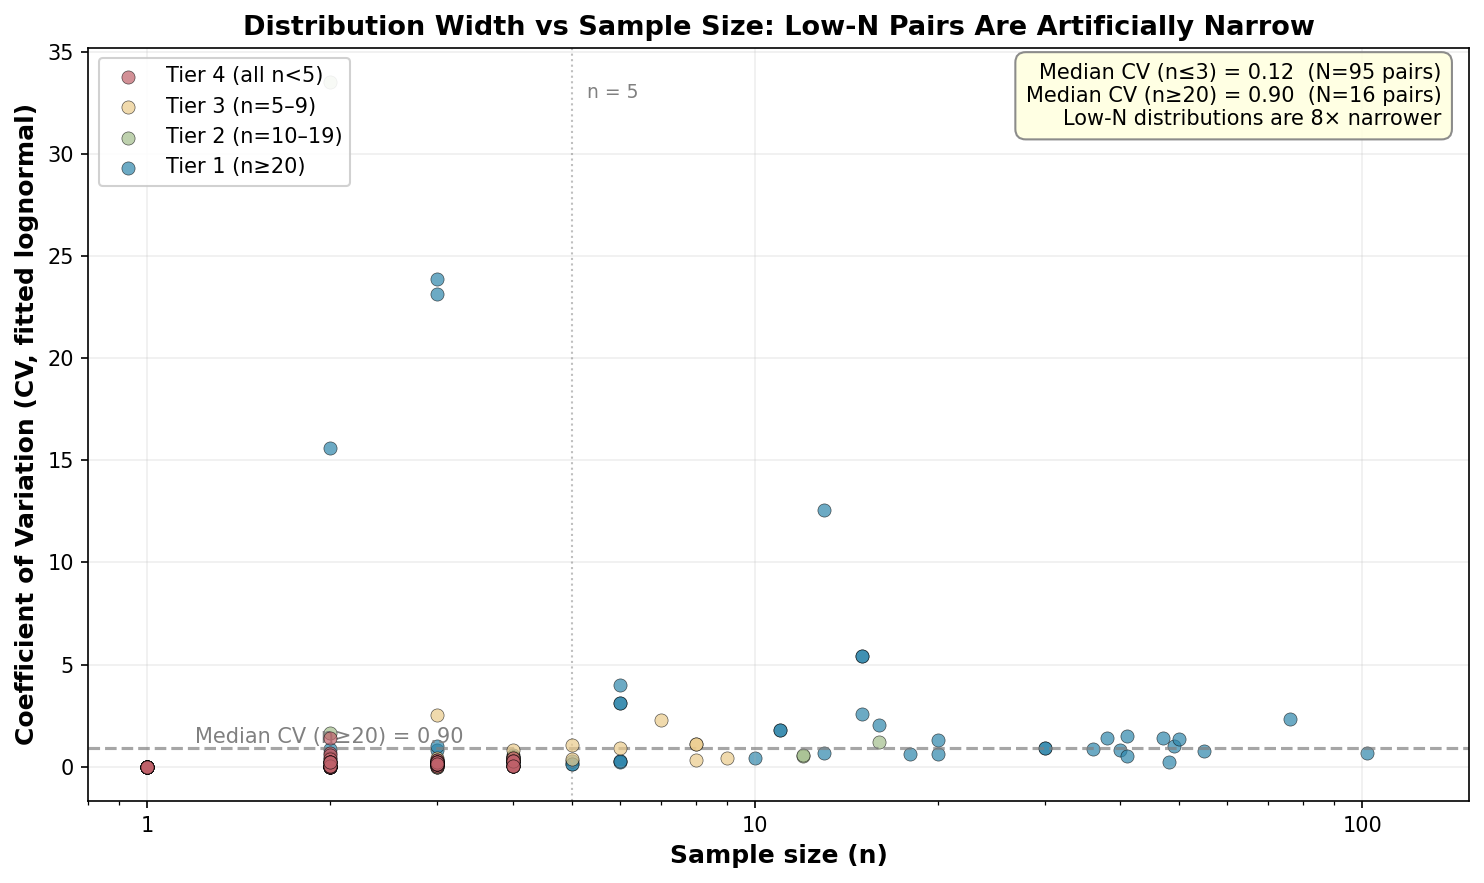 Distribution Width vs Sample Size: Low-N Pairs Are Artificially Narrow
Coefficient of Variation (CV, fitted lognormal)
35
30
25
20
15
10
5
0
Tier 4 (all n<5)
Tier 3 (n=5–9)
Tier 2 (n=10–19)
Tier 1 (n≥20)
n = 5
Median CV (n≤3) = 0.12 (N=95 pairs)
Median CV (n≥20) = 0.90 (N=16 pairs)
Low-N distributions are 8× narrower
Median CV (n≥20) = 0.90
1
10
100
Sample size (n)